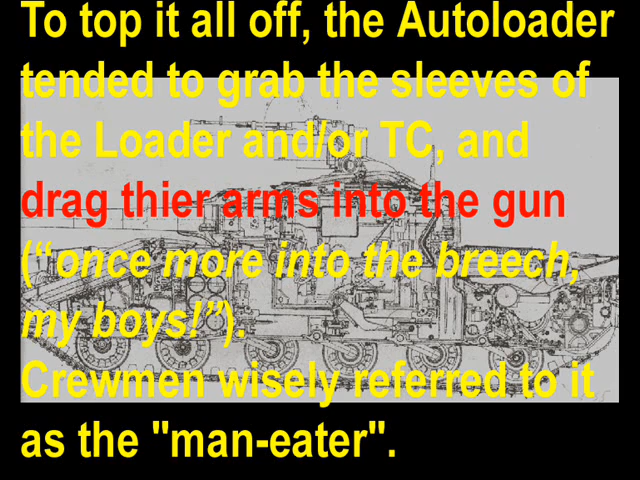 To top it all off, the Autoloader
tended to grab the sleeves of
the Loader and/or TC, and
drag thier arms into the gun
(“once more into the breech,
my boys!”).
Crewmen wisely referred to it
as the "man-eater".